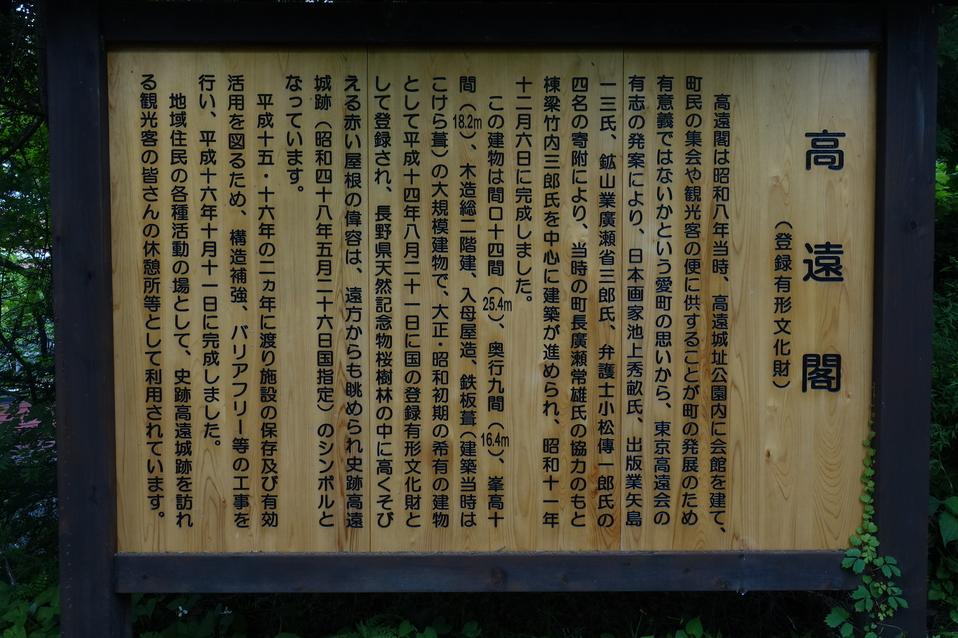 高遠閣
（登録有形文化財）
高遠閣は昭和八年当時、高遠城址公園内に会館を建て、
町民の集会や観光客の便に供することが町の発展のため
有意義ではないかという愛町の思いから、東京高遠会の
有志の発案により、日本画家池上秀畝氏、出版業矢島
一三氏、鉱山業廣瀬省三郎氏、弁護士小松傳一郎氏の
四名の寄附により、当時の町長廣瀬常雄氏の協力のもと
棟梁竹内三郎氏を中心に建築が進められ、昭和十一年
十二月六日に完成しました。
この建物は間口十四間（25.4m）、奥行九間（16.4m）、峯高十
間（18.2m）、木造総二階建、入母屋造、鉄板葺（建築当時は
こけら葺）の大規模建物で、大正・昭和初期の希有の建物
として平成十四年八月二十一日に国の登録有形文化財と
して登録され、長野県天然記念物桜樹林の中に高くそび
える赤い屋根の偉容は、遠方からも眺められ史跡高遠
城跡（昭和四十八年五月二十六日国指定）のシンボルと
なっています。
平成十五・十六年の二ヵ年に渡り施設の保存及び有効
活用を図るため、構造補強、バリアフリー等の工事を
行い、平成十六年十月十一日に完成しました。
地域住民の各種活動の場として、史跡高遠城跡を訪れ
る観光客の皆さんの休憩所等として利用されています。